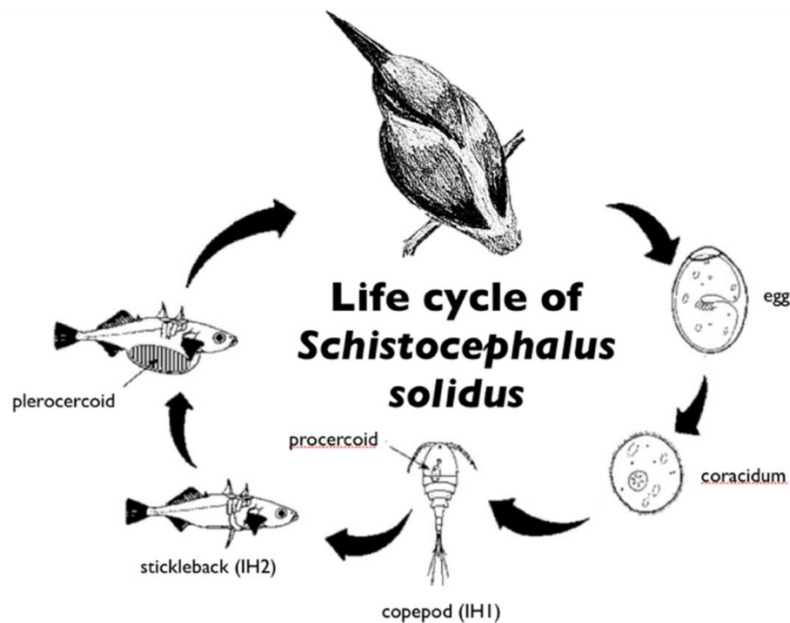 Life cycle of
Schistocephalus
solidus
egg
coracidum
procercoid
copepod (IH1)
stickleback (IH2)
plerocercoid